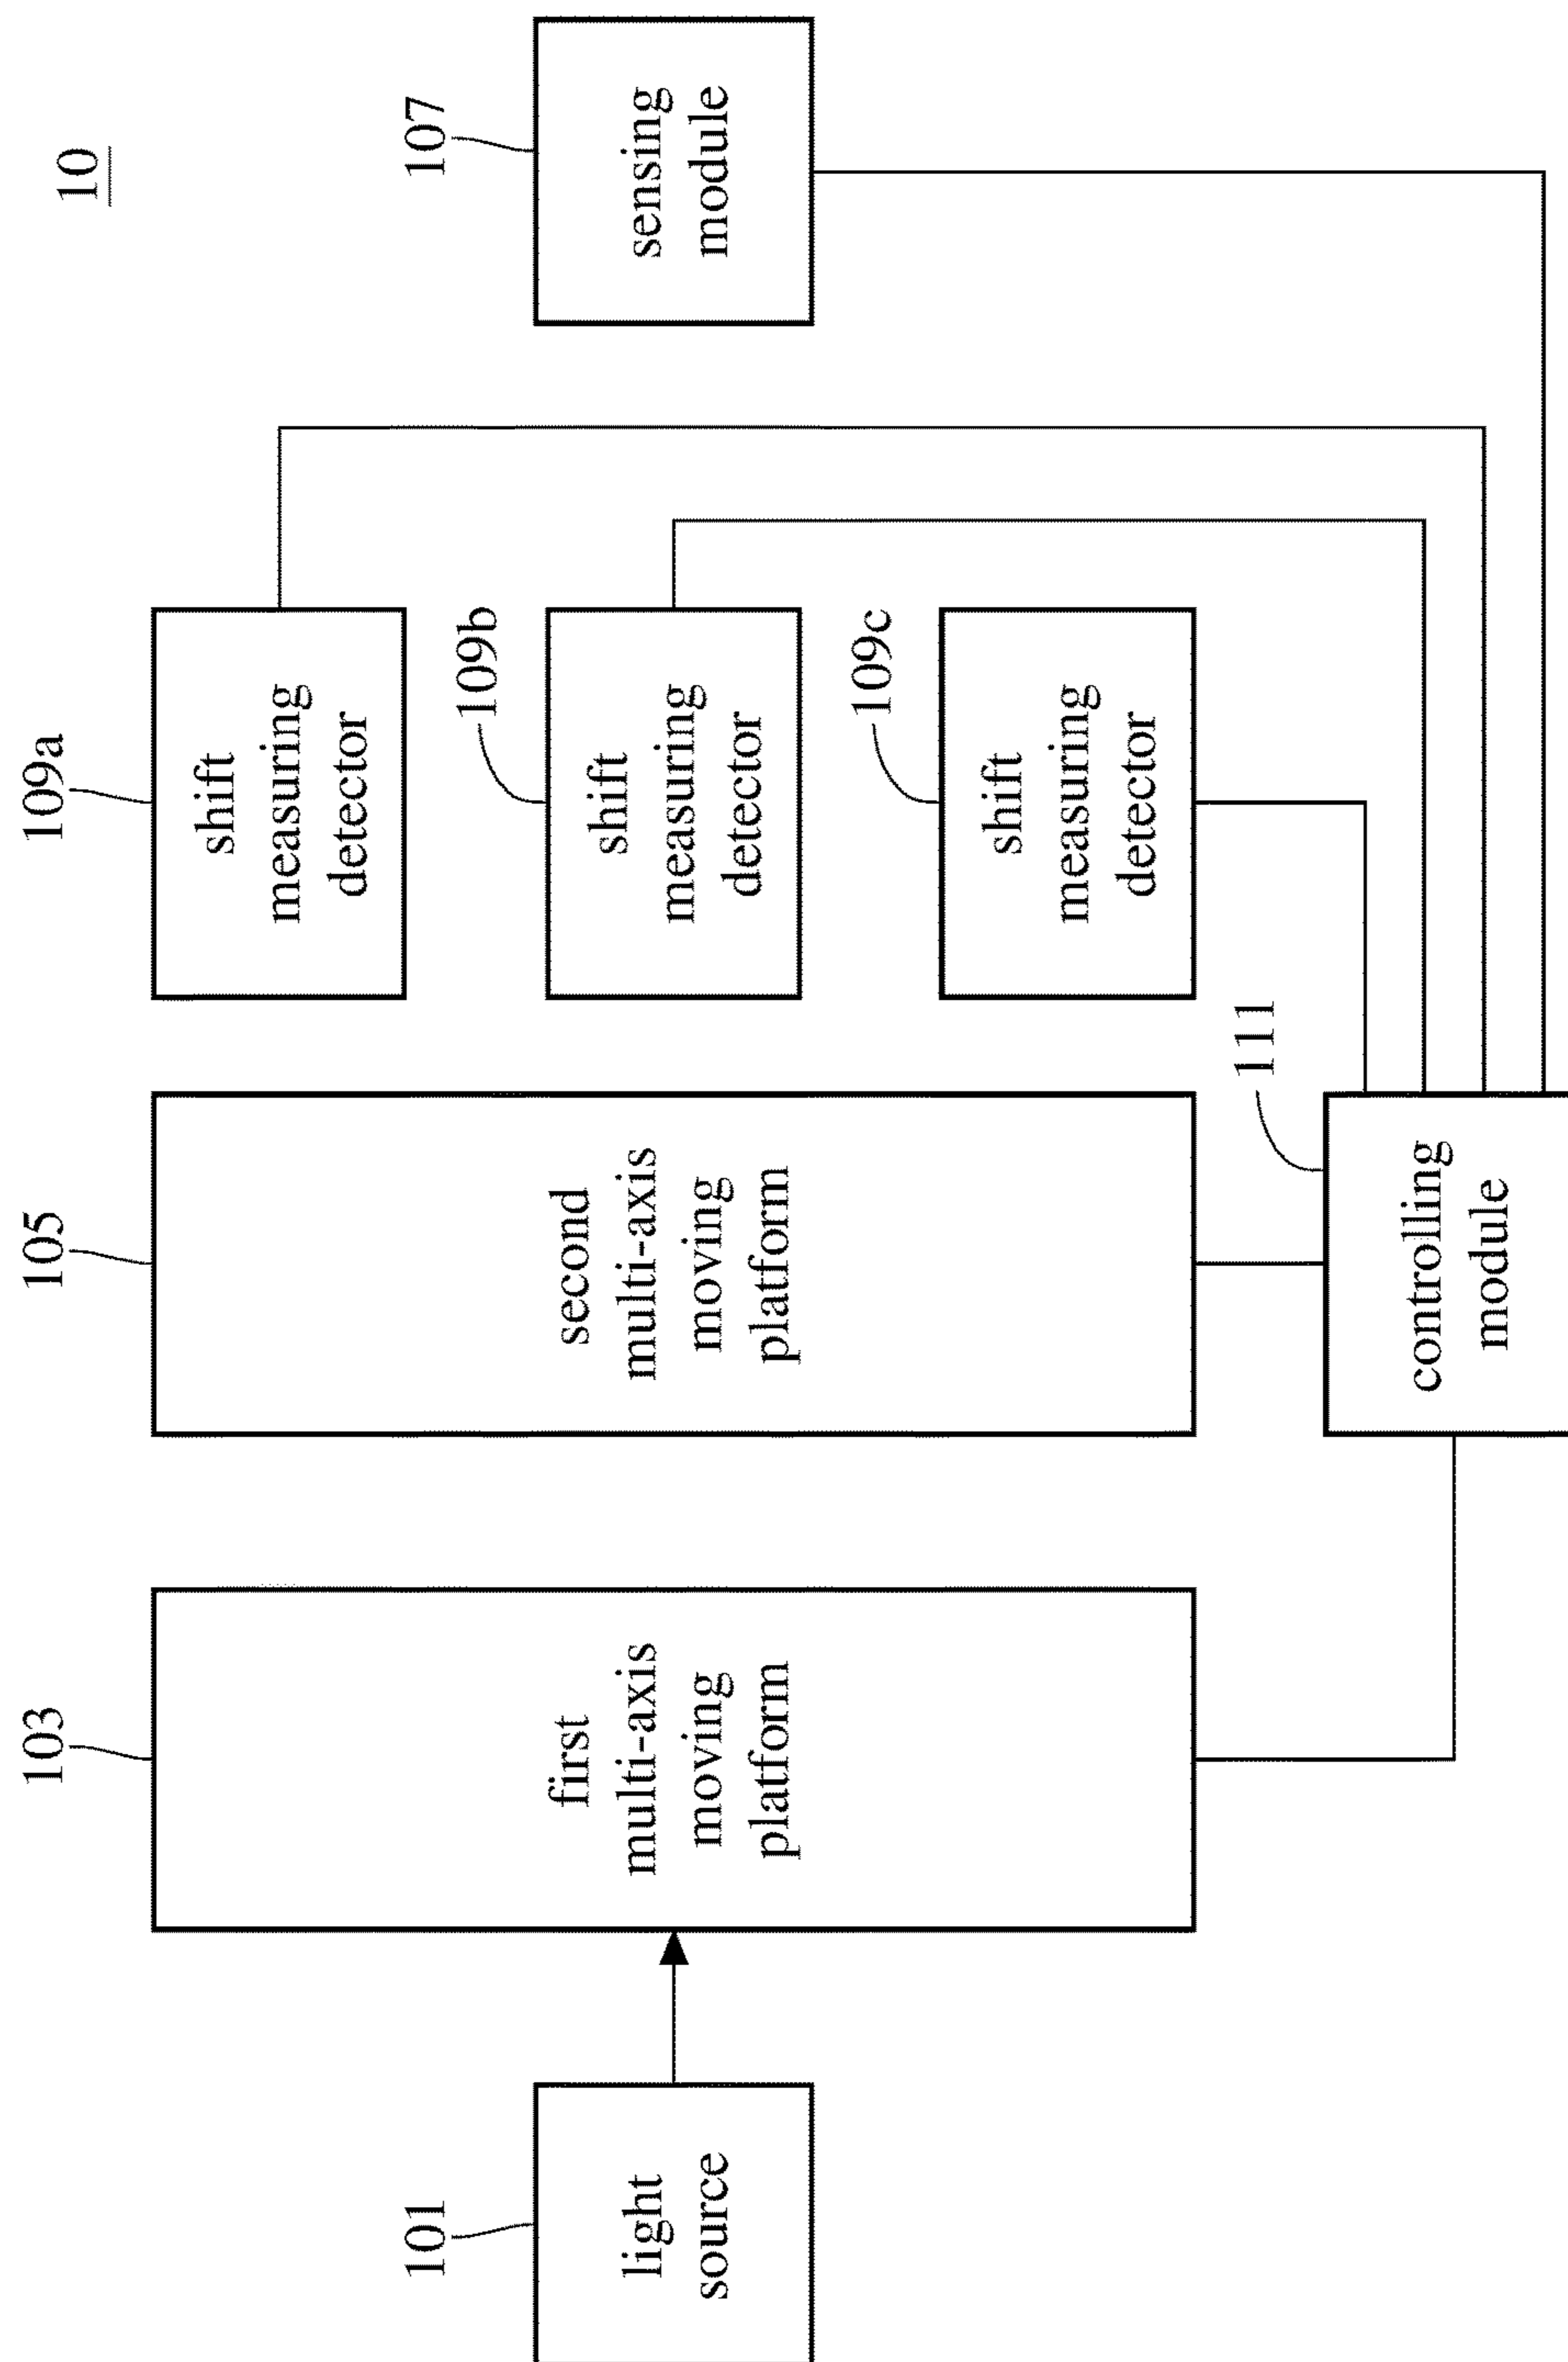 10
101
light
source
103
first
multi-axis
moving
platform
105
second
multi-axis
moving
platform
109a
shift
measuring
detector
109b
shift
measuring
detector
109c
shift
measuring
detector
107
sensing
module
111
controlling
module